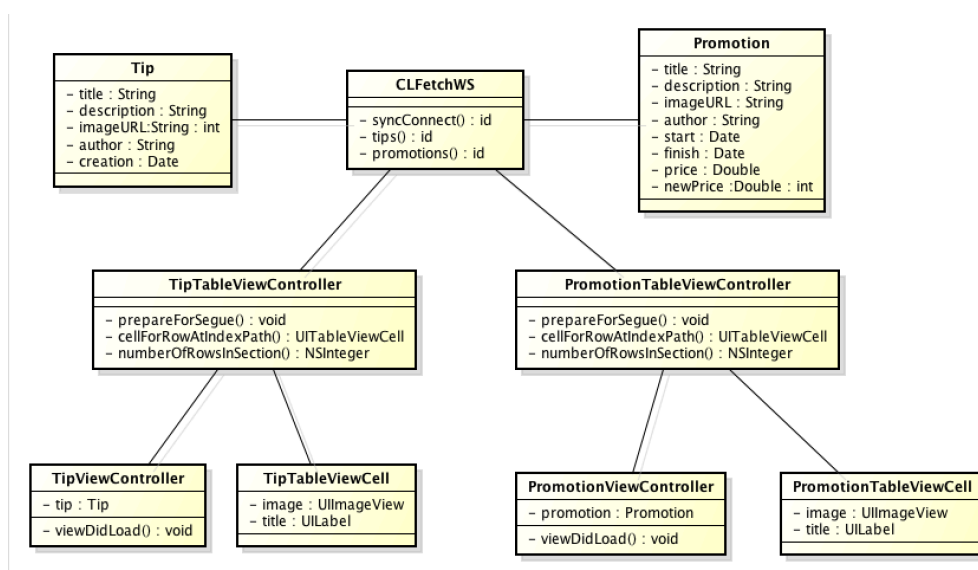 Tip
- title : String
- description : String
- imageURL:String : int
- author : String
- creation : Date
CLFetchWS
- syncConnect() : id
- tips() : id
- promotions() : id
Promotion
- title : String
- description : String
- imageURL : String
- author : String
- start : Date
- finish : Date
- price : Double
- newPrice :Double : int
TipTableViewController
- prepareForSegue() : void
- cellForRowAtIndexPath() : UITableViewCell
- numberOfRowsInSection() : NSInteger
PromotionTableViewController
- prepareForSegue() : void
- cellForRowAtIndexPath() : UITableViewCell
- numberOfRowsInSection() : NSInteger
TipViewController
- tip : Tip
- viewDidLoad() : void
TipTableViewCell
- image : UIImageView
- title : UILabel
PromotionViewController
- promotion : Promotion
- viewDidLoad() : void
PromotionTableViewCell
- image : UIImageView
- title : UILabel